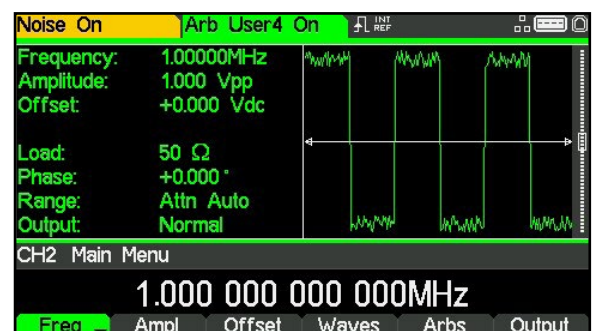 Noise On Arb User4 On INT REF
Frequency: 1.00000MHz
Amplitude: 1.000 Vpp
Offset: +0.000 Vdc
Load: 50 Ω
Phase: +0.000 °
Range: Attn Auto
Output: Normal
CH2 Main Menu
1.000 000 000 000MHz
Freq Ampl Offset Waves Arbs Output